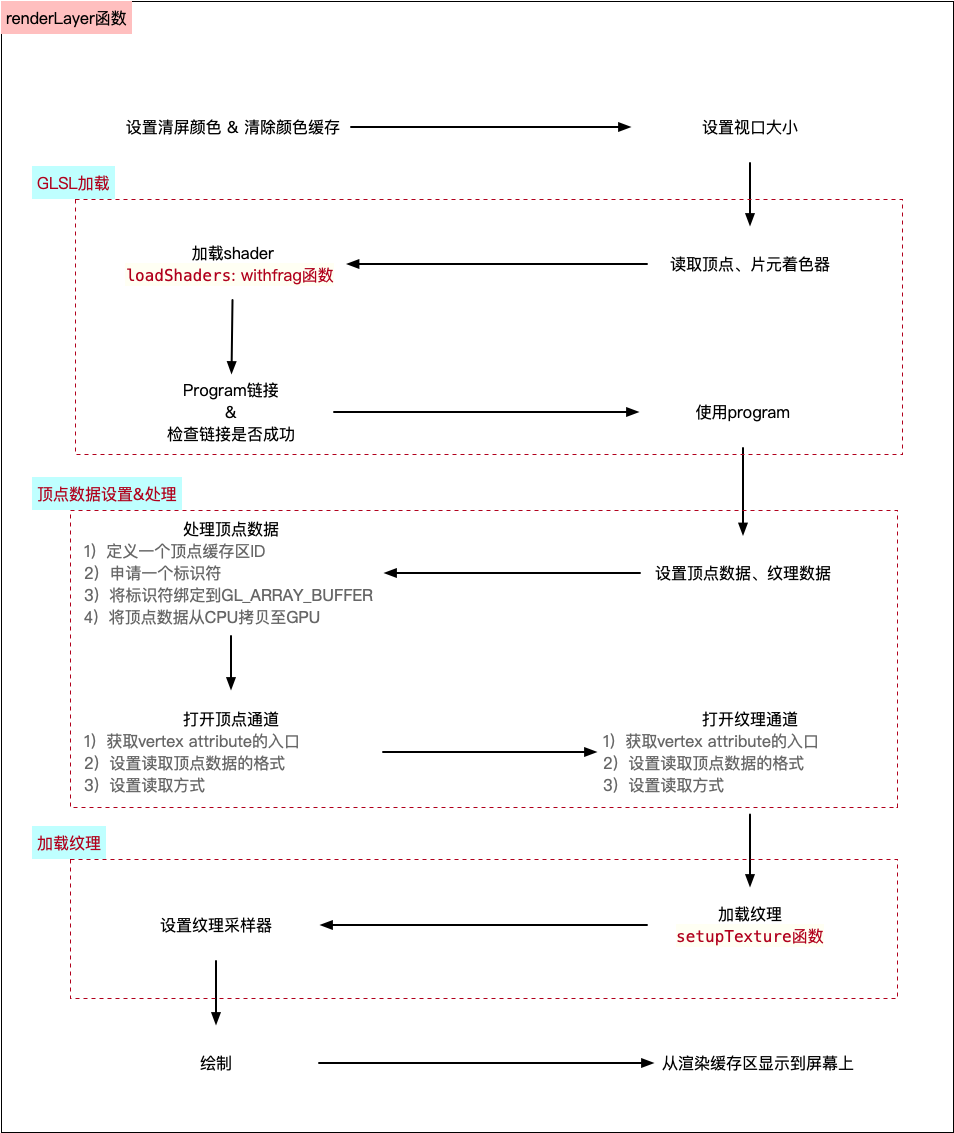 renderLayer函数
设置清屏颜色 & 清除颜色缓存
设置视口大小
GLSL加载
读取顶点、片元着色器
加载shader
loadShaders: withfrag函数
Program链接
&
检查链接是否成功
使用program
顶点数据设置&处理
设置顶点数据、纹理数据
处理顶点数据
1）定义一个顶点缓存区ID
2）申请一个标识符
3）将标识符绑定到GL_ARRAY_BUFFER
4）将顶点数据从CPU拷贝至GPU
打开顶点通道
1）获取vertex attribute的入口
2）设置读取顶点数据的格式
3）设置读取方式
打开纹理通道
1）获取vertex attribute的入口
2）设置读取顶点数据的格式
3）设置读取方式
加载纹理
加载纹理
setupTexture函数
设置纹理采样器
绘制
从渲染缓存区显示到屏幕上